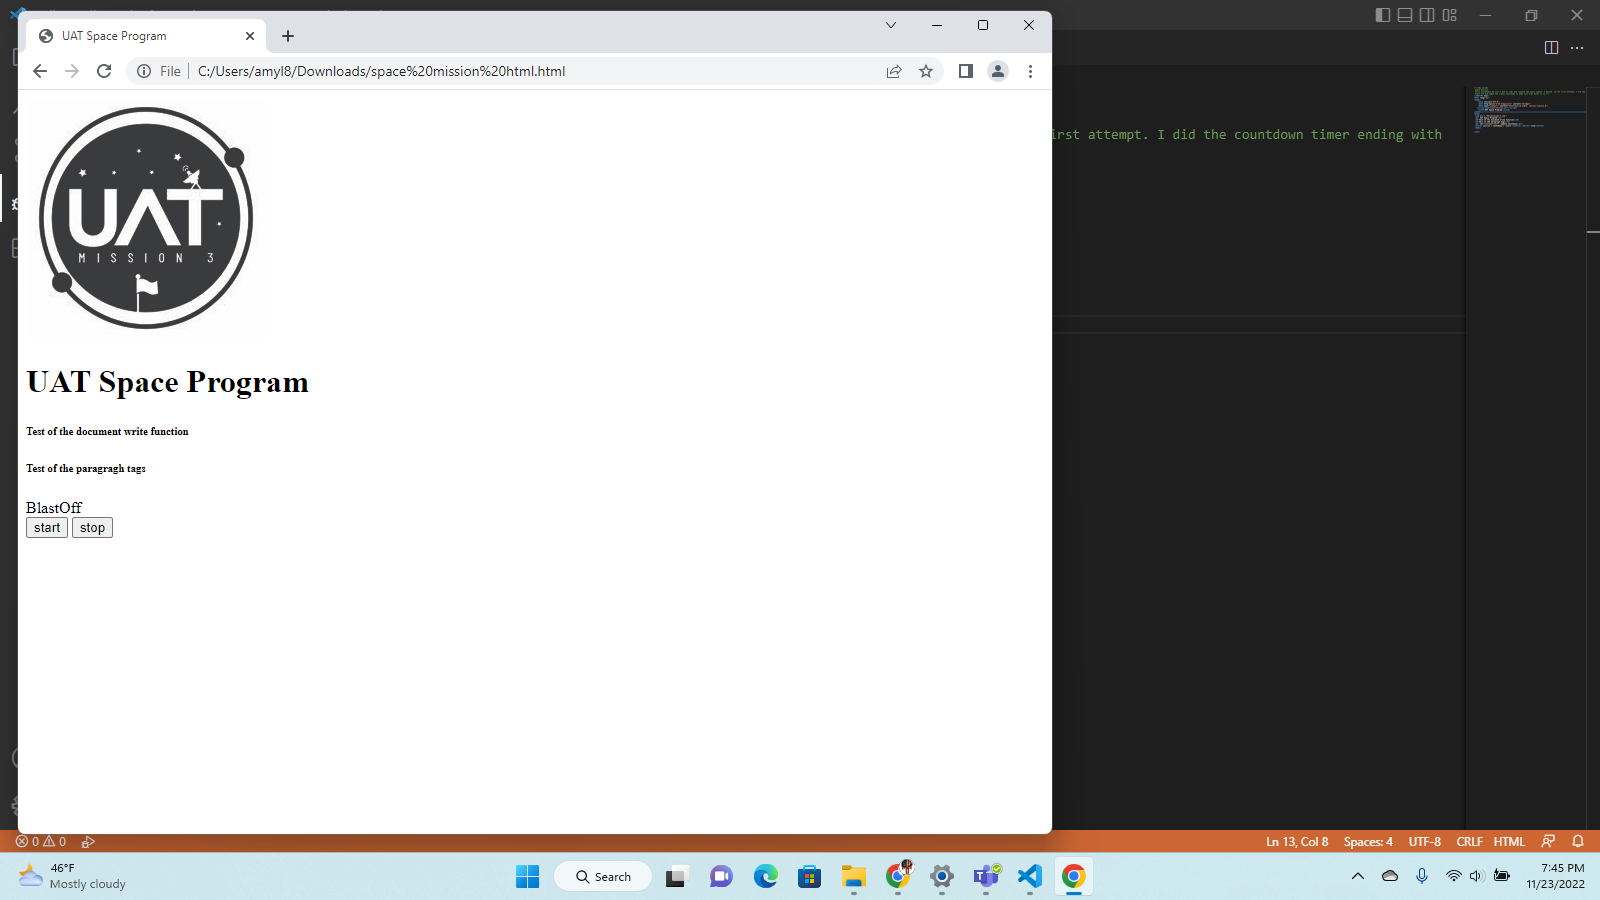 UAT Space Program
File
C:/Users/amyl8/Downloads/space%20mission%20html.html
UAT
MISSION 3
irst attempt. I did the countdown timer ending with
UAT Space Program
Test of the document write function
Test of the paragragh tags
BlastOff
start stop
0 0
Ln 13, Col 8 Spaces: 4 UTF-8 CRLF HTML
46°F
Mostly cloudy
Search
7:45 PM
11/23/2022